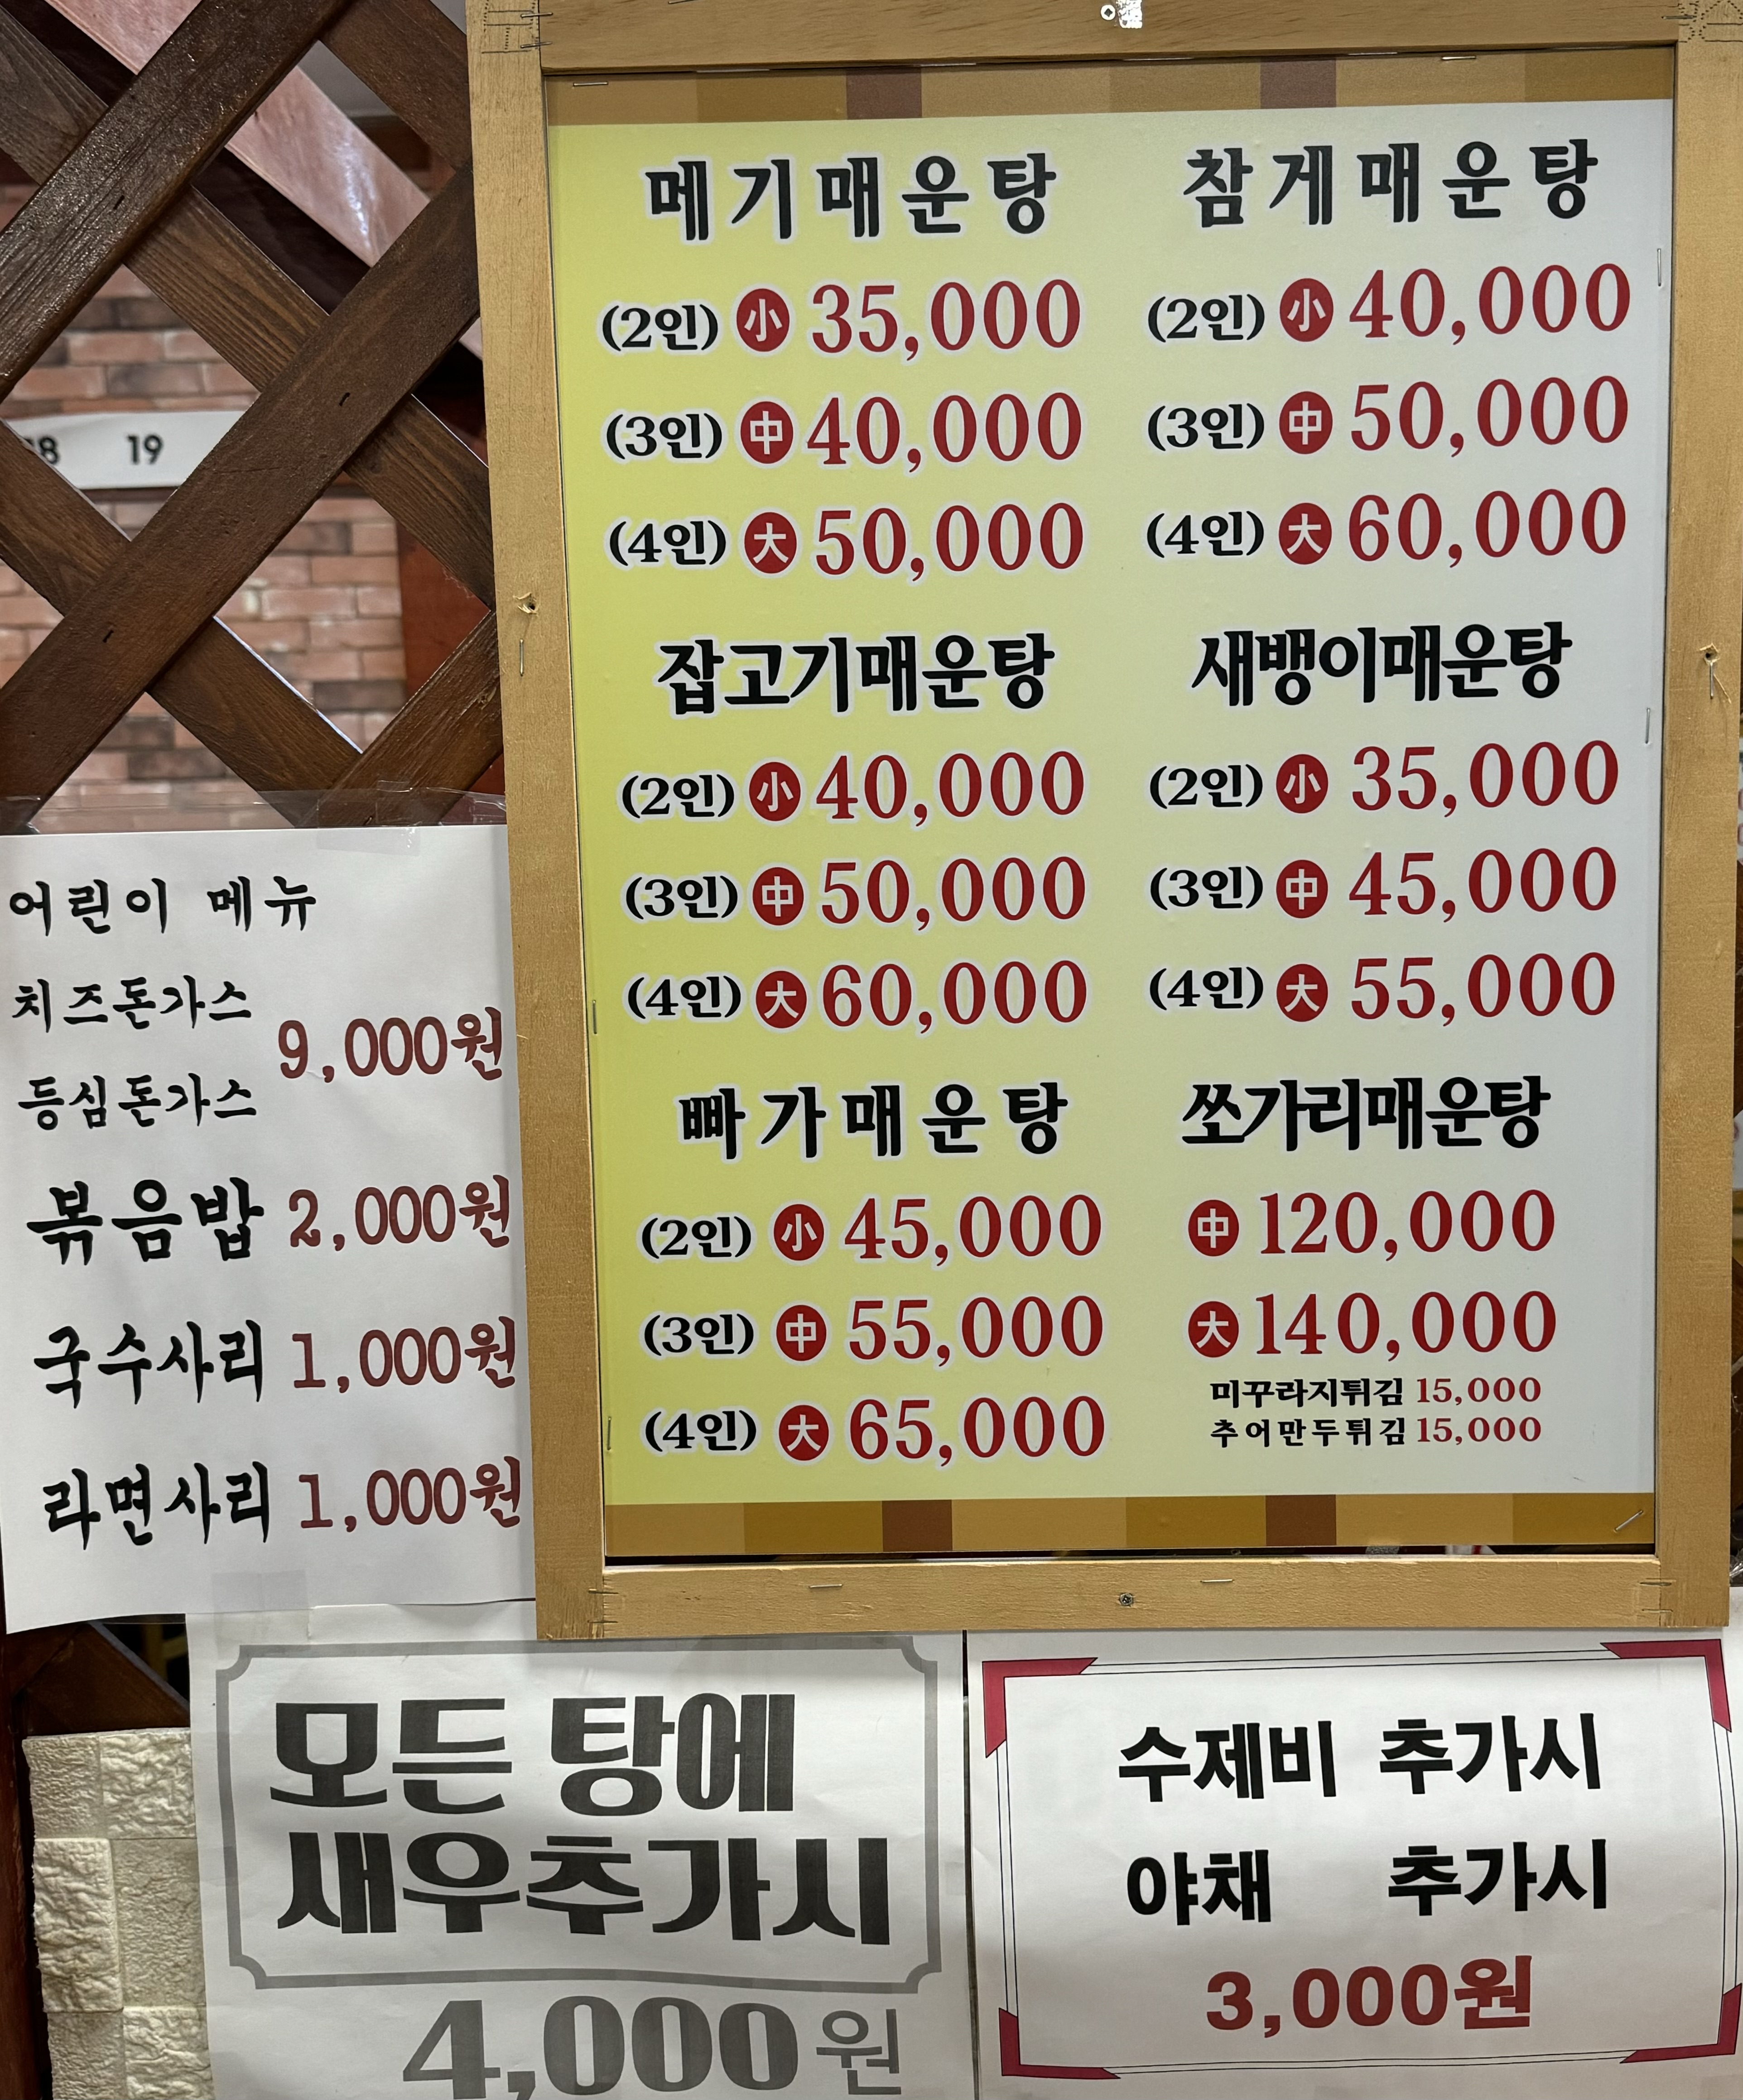 메기매운탕
(2인) 小 35,000
(3인) 中 40,000
(4인) 大 50,000
참게매운탕
(2인) 小 40,000
(3인) 中 50,000
(4인) 大 60,000
잡고기매운탕
(2인) 小 40,000
(3인) 中 50,000
(4인) 大 60,000
새뱅이매운탕
(2인) 小 35,000
(3인) 中 45,000
(4인) 大 55,000
빠가매운탕
(2인) 小 45,000
(3인) 中 55,000
(4인) 大 65,000
쏘가리매운탕
中 120,000
大 140,000
미꾸라지튀김 15,000
추어만두튀김 15,000
19
어린이 메뉴
치즈돈가스
등심돈가스
9,000원
볶음밥 2,000원
국수사리 1,000원
라면사리 1,000원
모든 탕에
새우추가시
4,000원
수제비 추가시
야채 추가시
3,000원